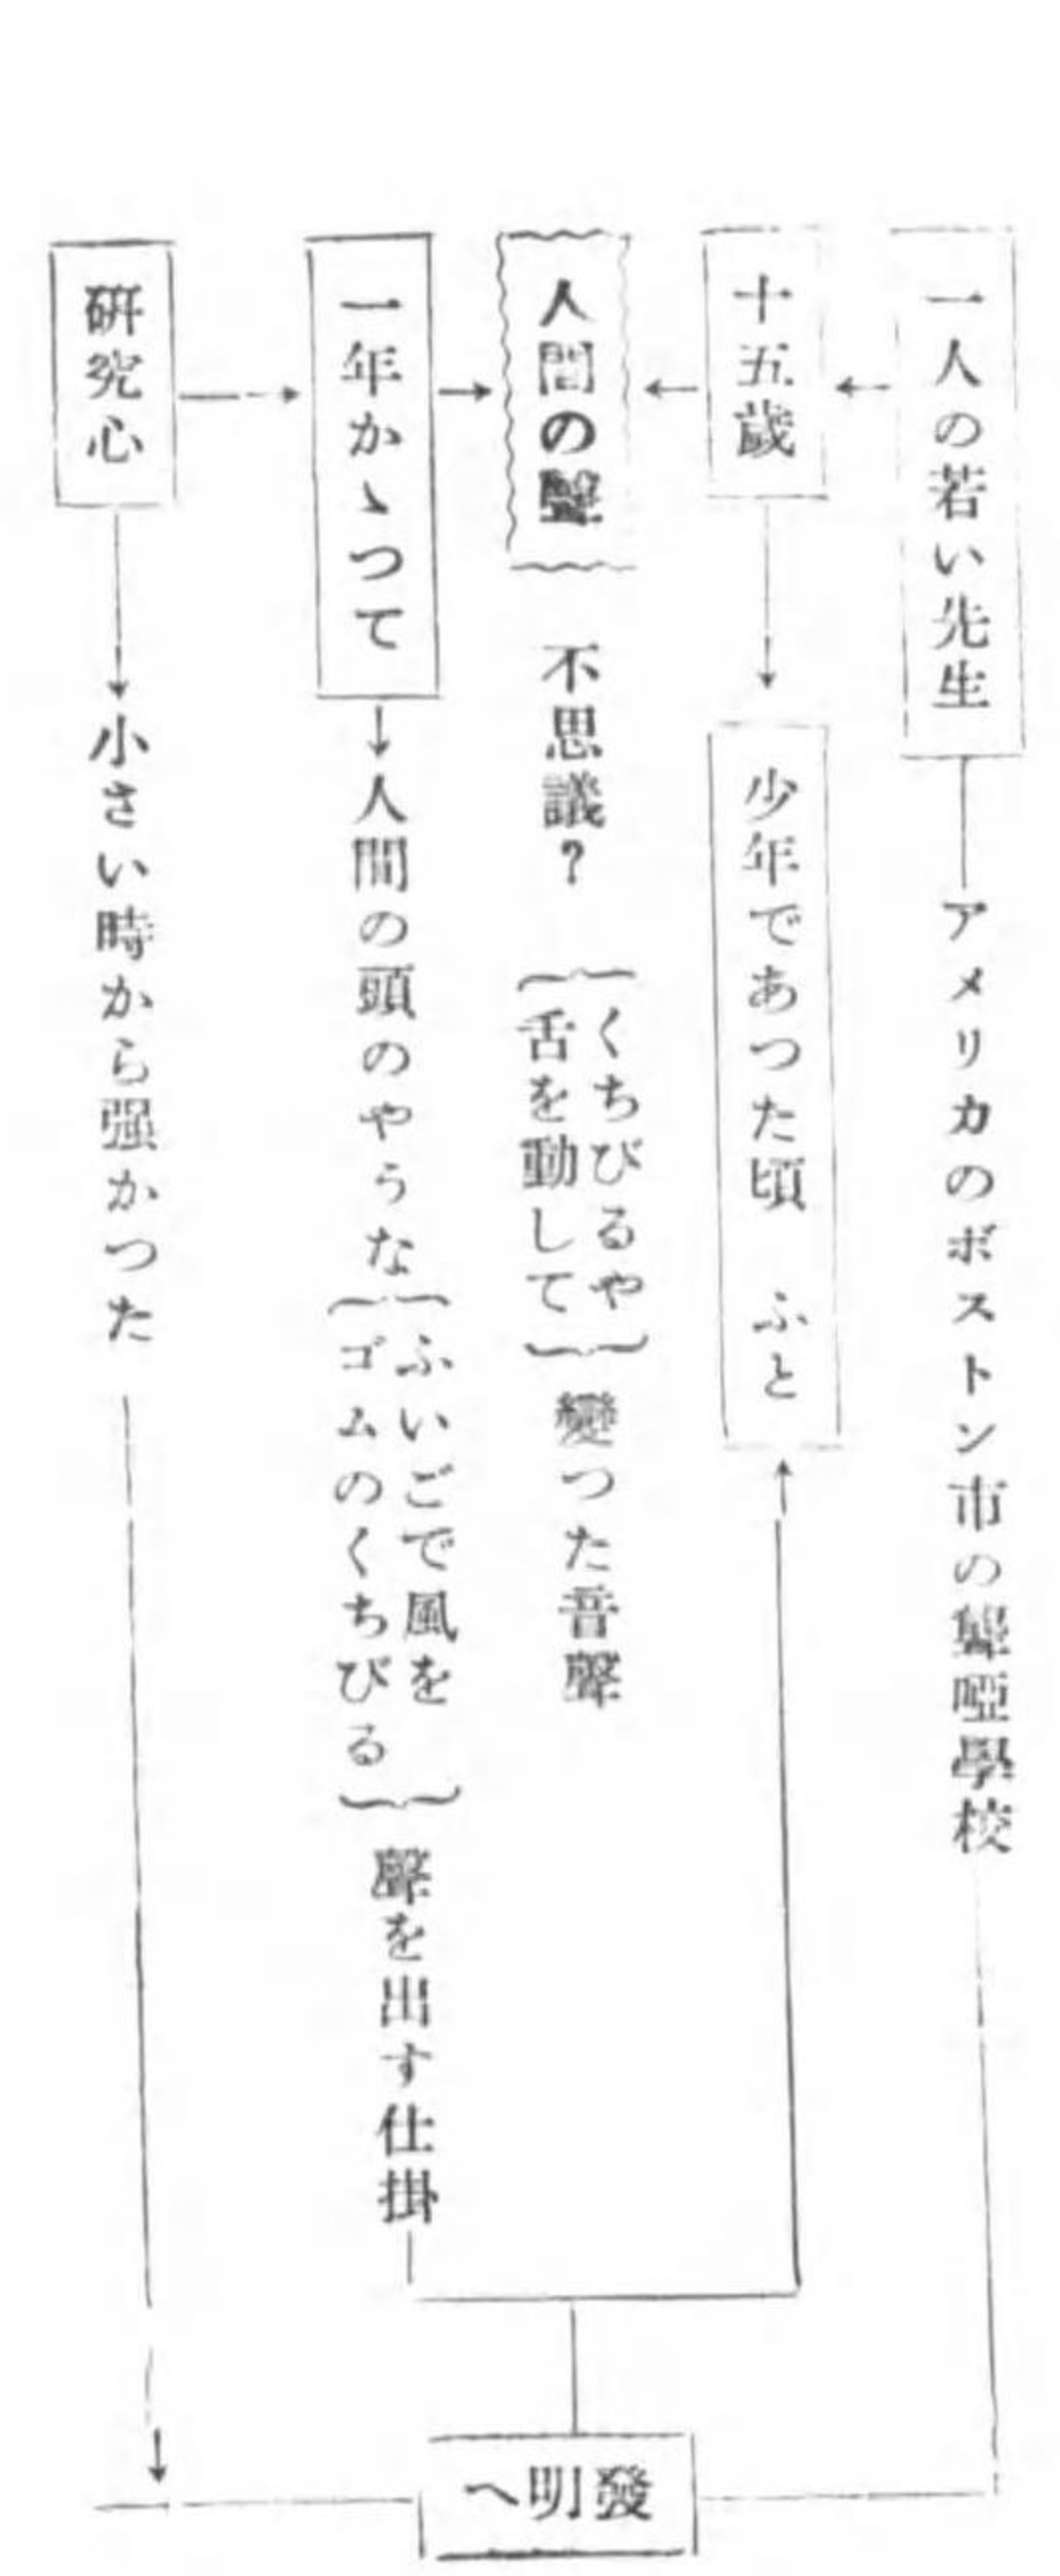 一人の若い先生
アメリカのボストン市の聾啞學校
十五歲
少年であつた頃　ふと
人間の聲
不思議？
くちびるや
舌を動して
變つた音聲
一年かゝつて
人間の頭のやうな
ふいごで風を
ゴムのくちびる
聲を出す仕掛
硏究心
小さい時から强かつた
發明へ